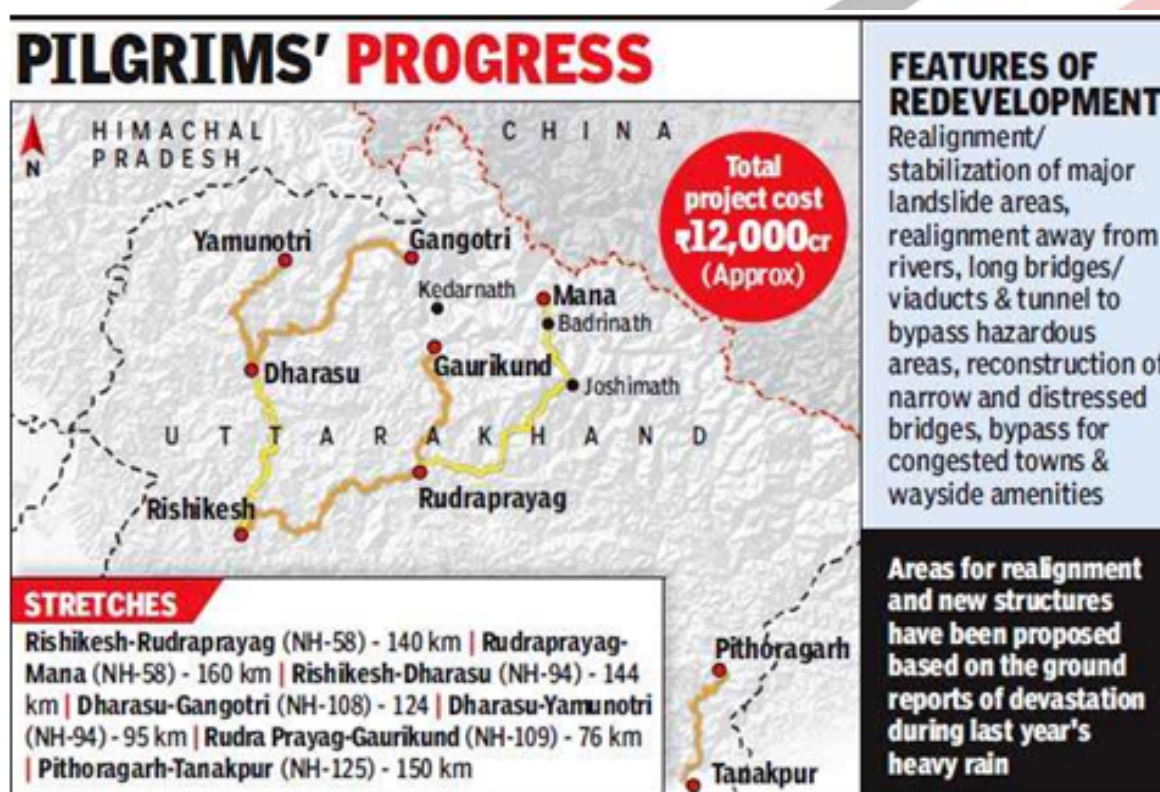 PILGRIMS' PROGRESS
HIMACHAL
PRADESH
CHINA
N
Total
project cost
₹12,000cr
(Approx)
Yamunotri
Gangotri
Kedarnath
Mana
Badrinath
Dharasu
Gaurikund
Joshimath
UTTARAKHAND
Rishikesh
Rudraprayag
Pithoragarh
Tanakpur
STRETCHES
Rishikesh-Rudraprayag (NH-58) - 140 km | Rudraprayag-
Mana (NH-58) - 160 km | Rishikesh-Dharasu (NH-94) - 144
km | Dharasu-Gangotri (NH-108) - 124 | Dharasu-Yamunotri
(NH-94) - 95 km | Rudra Prayag-Gaurikund (NH-109) - 76 km
| Pithoragarh-Tanakpur (NH-125) - 150 km
FEATURES OF
REDEVELOPMENT
Realignment/
stabilization of major
landslide areas,
realignment away from
rivers, long bridges/
viaducts & tunnel to
bypass hazardous
areas, reconstruction of
narrow and distressed
bridges, bypass for
congested towns &
wayside amenities
Areas for realignment
and new structures
have been proposed
based on the ground
reports of devastation
during last year's
heavy rain